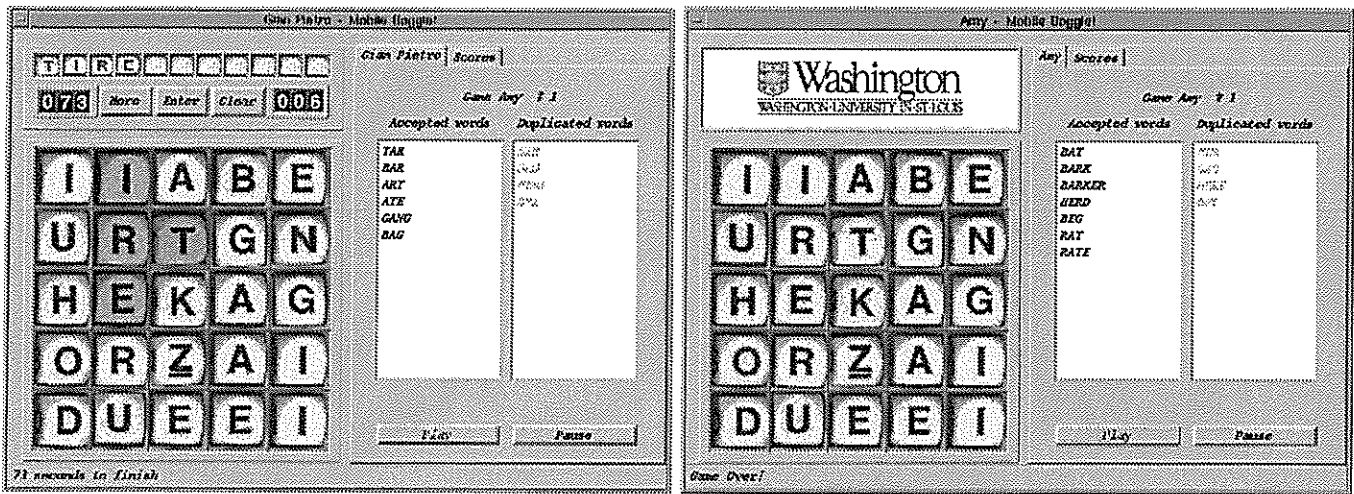 Gian Pietro - Mobile Boggle!
TIRE
073 More Enter Clear 006
I I A B E
U R T G N
H E K A G
O R Z A I
D U E E I
71 seconds to finish
Gian Pietro Scores
Game Amy # 1
Accepted words Duplicated words
TAR
BAR
ART
ATE
GANG
BAG
Play Pause
Amy - Mobile Boggle!
Washington
WASHINGTON·UNIVERSITY·IN·ST·LOUIS
I I A B E
U R T G N
H E K A G
O R Z A I
D U E E I
Game Over!
Amy Scores
Game Amy # 1
Accepted words Duplicated words
BAT
BARK
BARKER
HERD
BEG
RAT
RATE
Play Pause